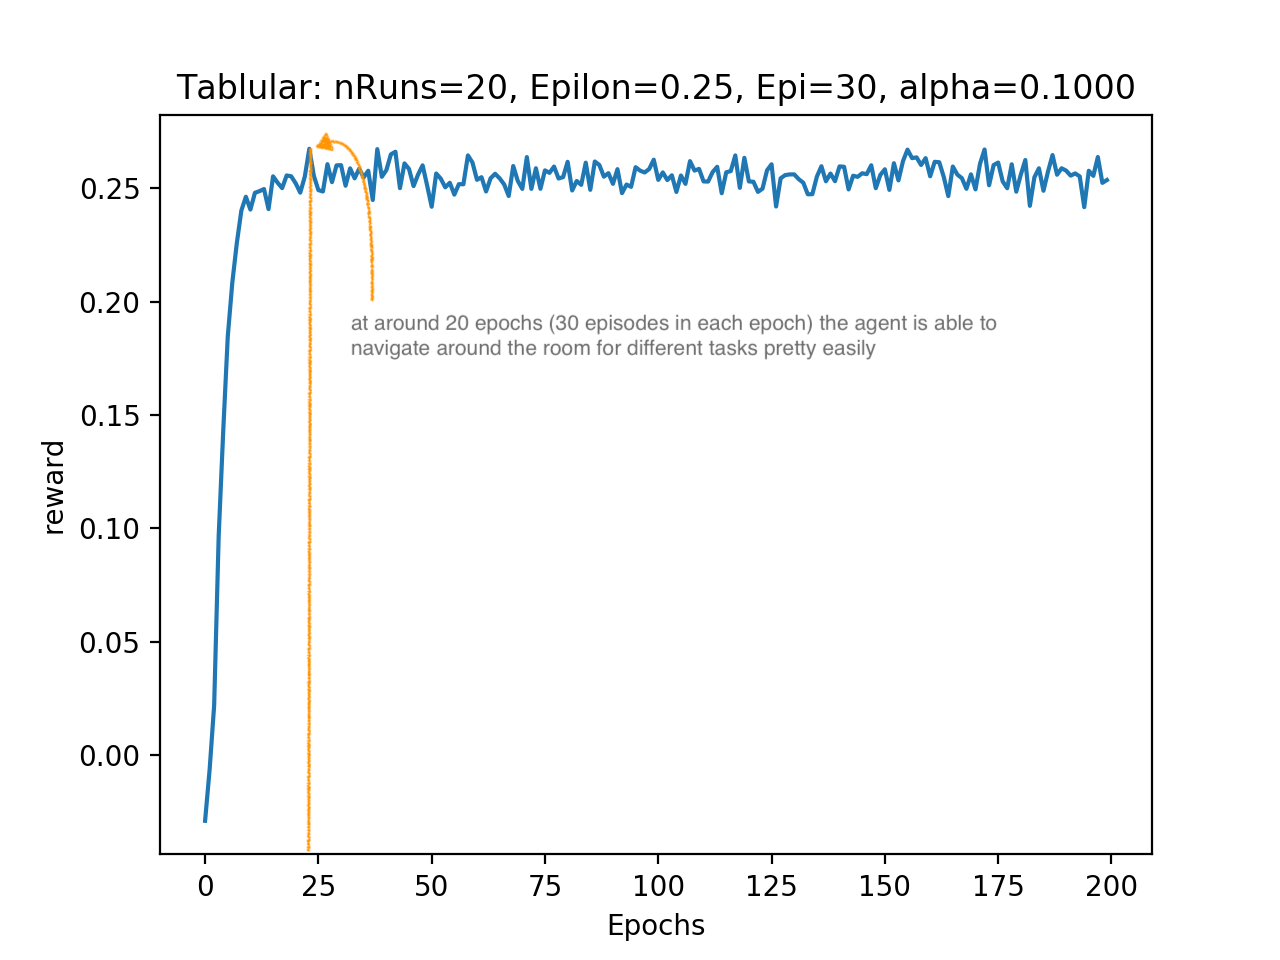 Tablular: nRuns=20, Epilon=0.25, Epi=30, alpha=0.1000
0.25
0.20
at around 20 epochs (30 episodes in each epoch) the agent is able to
navigate around the room for different tasks pretty easily
0.15
reward
0.10
0.05
0.00
0 25 50 75 100 125 150 175 200
Epochs